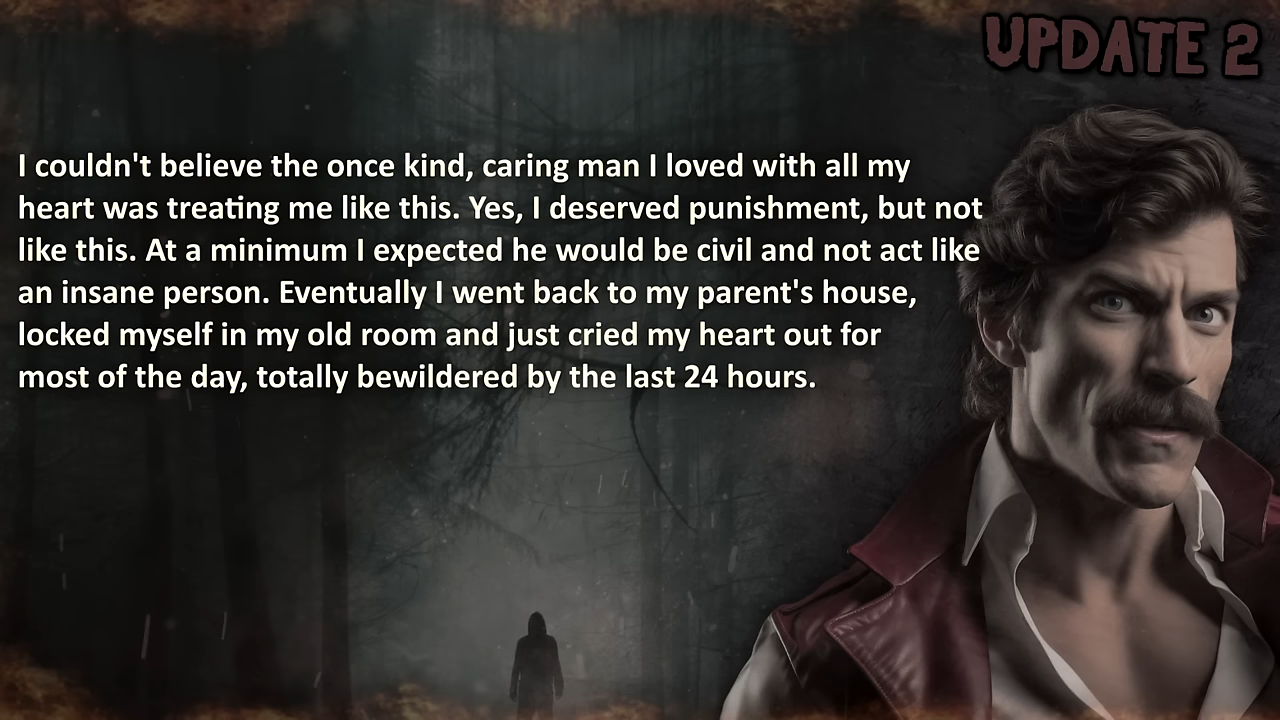 UPDATE 2
I couldn't believe the once kind, caring man I loved with all my
heart was treating me like this. Yes, I deserved punishment, but not
like this. At a minimum I expected he would be civil and not act like
an insane person. Eventually I went back to my parent's house,
locked myself in my old room and just cried my heart out for
most of the day, totally bewildered by the last 24 hours.